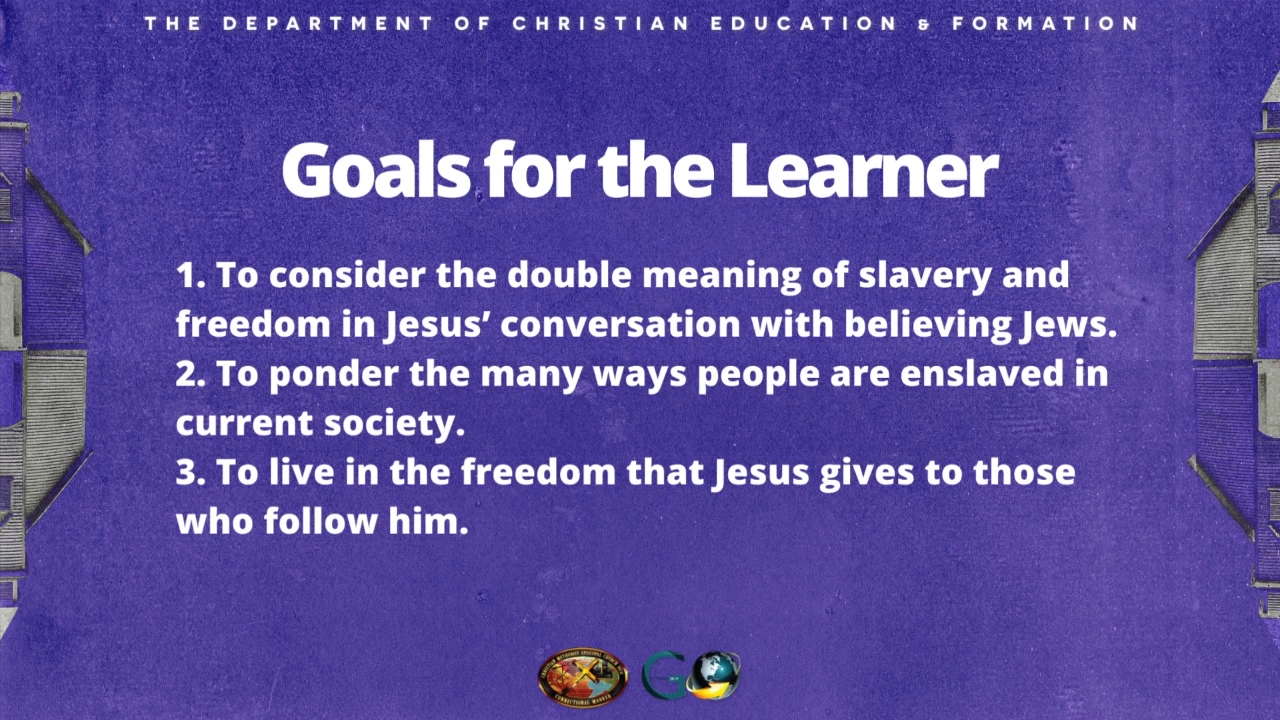 THE DEPARTMENT OF CHRISTIAN EDUCATION & FORMATION
Goals for the Learner
1. To consider the double meaning of slavery and
freedom in Jesus’ conversation with believing Jews.
2. To ponder the many ways people are enslaved in
current society.
3. To live in the freedom that Jesus gives to those
who follow him.
GO